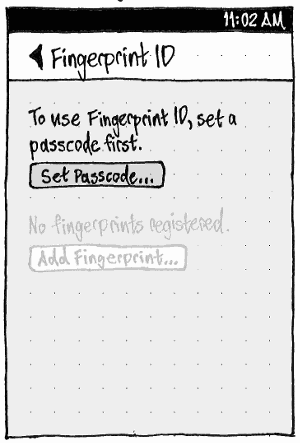 11:02 AM
Fingerprint ID
To use Fingerprint ID, set a
passcode first.
Set Passcode...
No fingerprints registered.
Add Fingerprint...